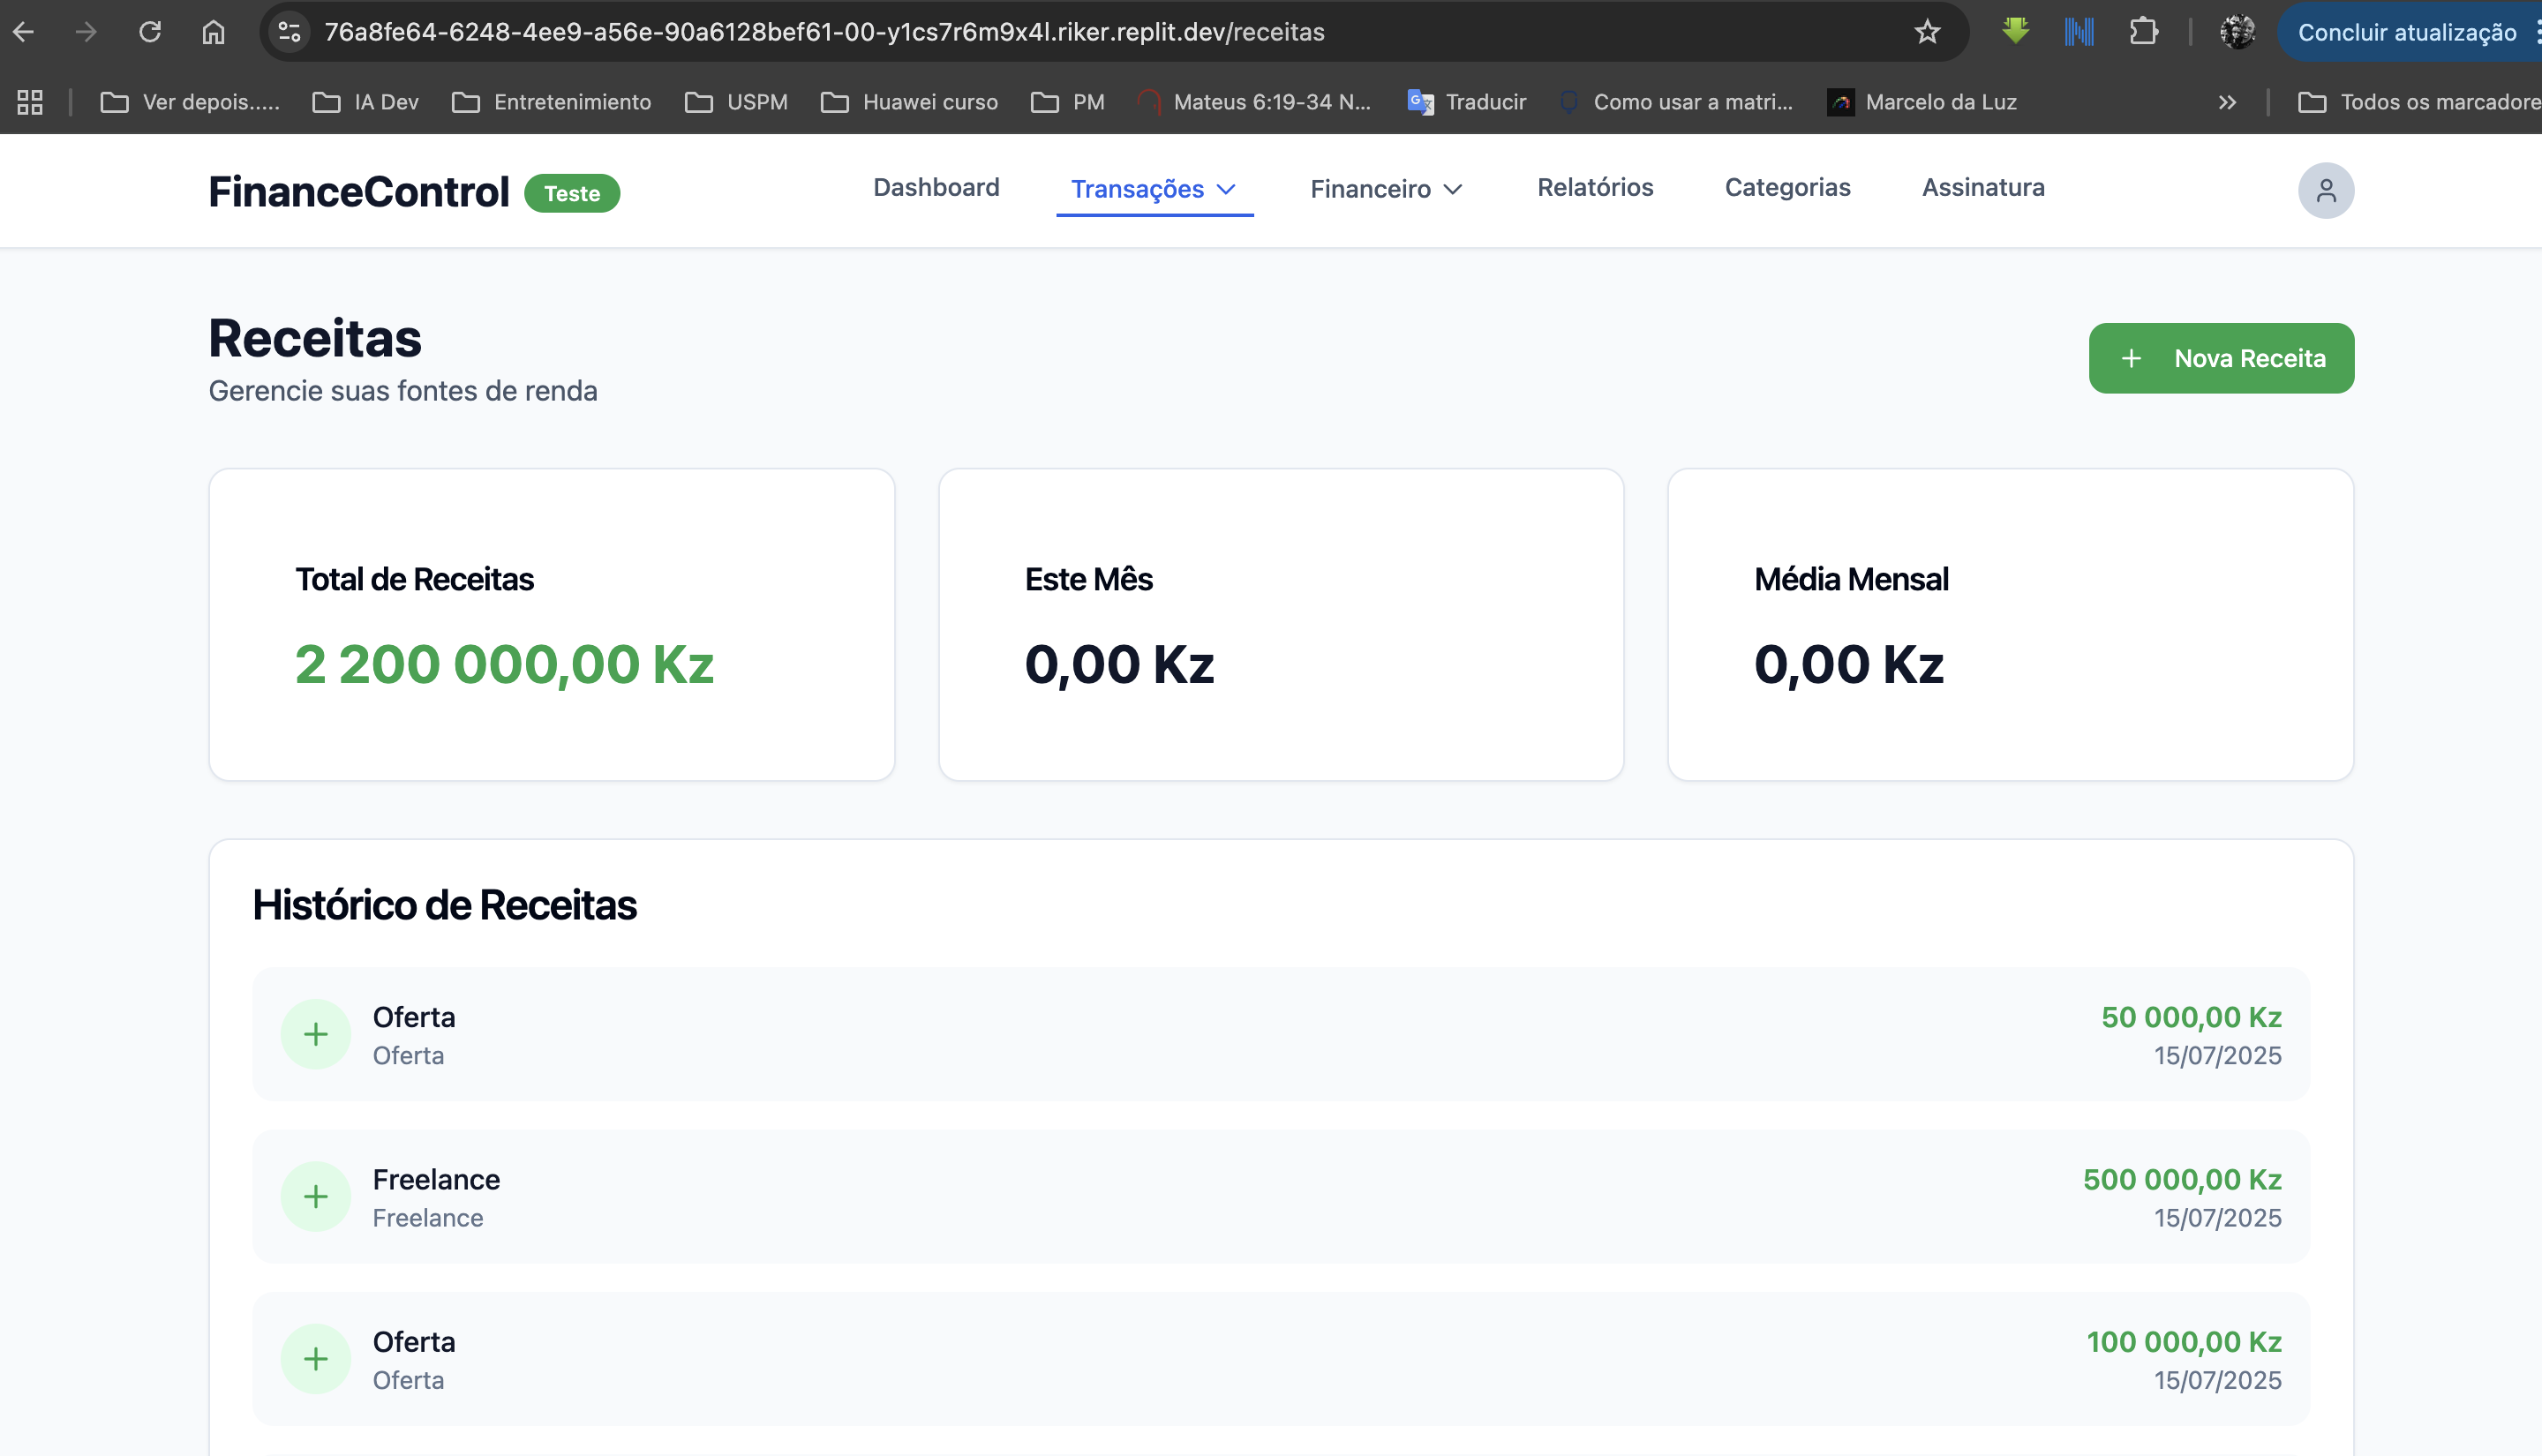 76a8fe64-6248-4ee9-a56e-90a6128bef61-00-y1cs7r6m9x4l.riker.replit.dev/receitas
Concluir atualização
Ver depois..... IA Dev Entretenimiento USPM Huawei curso PM Mateus 6:19-34 N... Traducir Como usar a matri... Marcelo da Luz » Todos os marcadore
FinanceControl Teste Dashboard Transações Financeiro Relatórios Categorias Assinatura
Receitas
Gerencie suas fontes de renda
+ Nova Receita
Total de Receitas
2 200 000,00 Kz
Este Mês
0,00 Kz
Média Mensal
0,00 Kz
Histórico de Receitas
Oferta 50 000,00 Kz
Oferta 15/07/2025
Freelance 500 000,00 Kz
Freelance 15/07/2025
Oferta 100 000,00 Kz
Oferta 15/07/2025